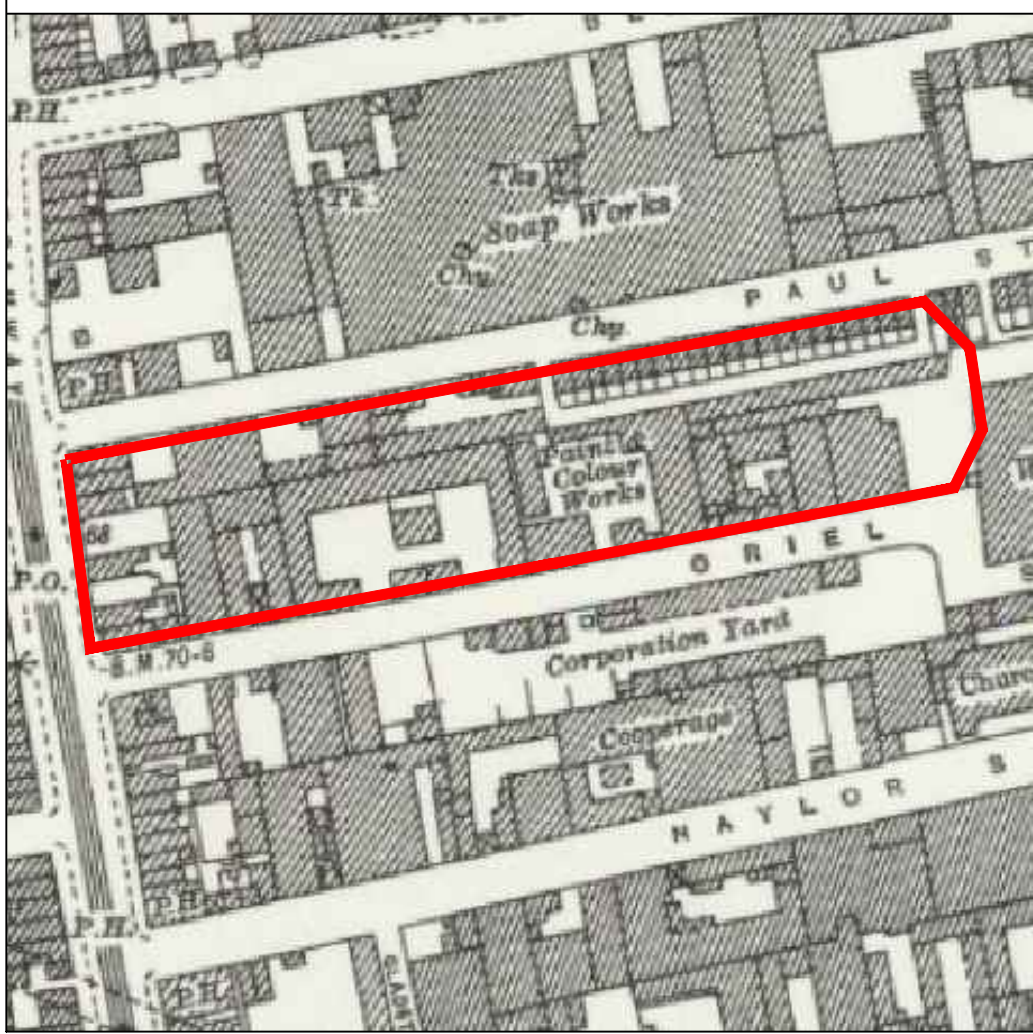 P.H.
Tk.
The
Soap Works
Chy.
PAUL ST
Chy.
P.H.
Paint &
Colour
Works
P.O.
ORIEL
B.M. 70·6
Corporation Yard
Cooperage
NAYLOR S
P.H.
P.H.
P.H.